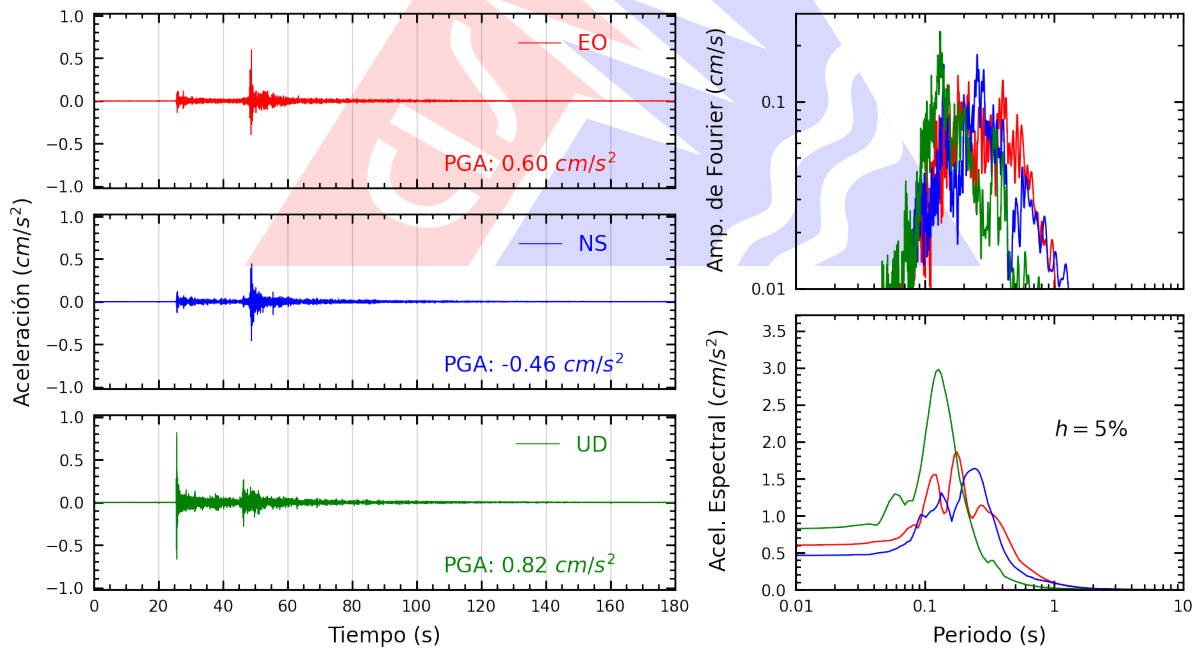 Aceleración (cm/s²)
1.0
0.5
0.0
−0.5
−1.0
EO
PGA: 0.60 cm/s²
1.0
0.5
0.0
−0.5
−1.0
NS
PGA: -0.46 cm/s²
1.0
0.5
0.0
−0.5
−1.0
UD
PGA: 0.82 cm/s²
0 20 40 60 80 100 120 140 160 180
Tiempo (s)
Amp. de Fourier (cm/s)
0.1
0.01
Acel. Espectral (cm/s²)
3.5
3.0
2.5
2.0
1.5
1.0
0.5
0.0
h = 5%
0.01 0.1 1 10
Periodo (s)
CISMID